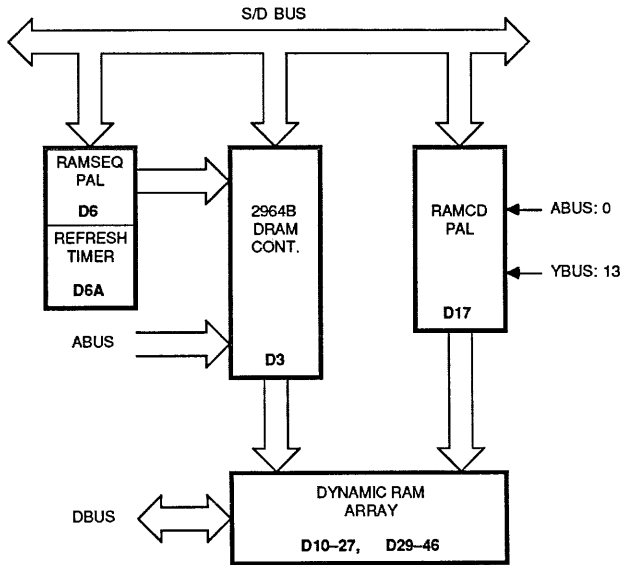 S/D BUS
RAMSEQ
PAL
D6
REFRESH
TIMER
D6A
2964B
DRAM
CONT.
D3
RAMCD
PAL
D17
ABUS: 0
YBUS: 13
ABUS
DBUS
DYNAMIC RAM
ARRAY
D10–27, D29–46